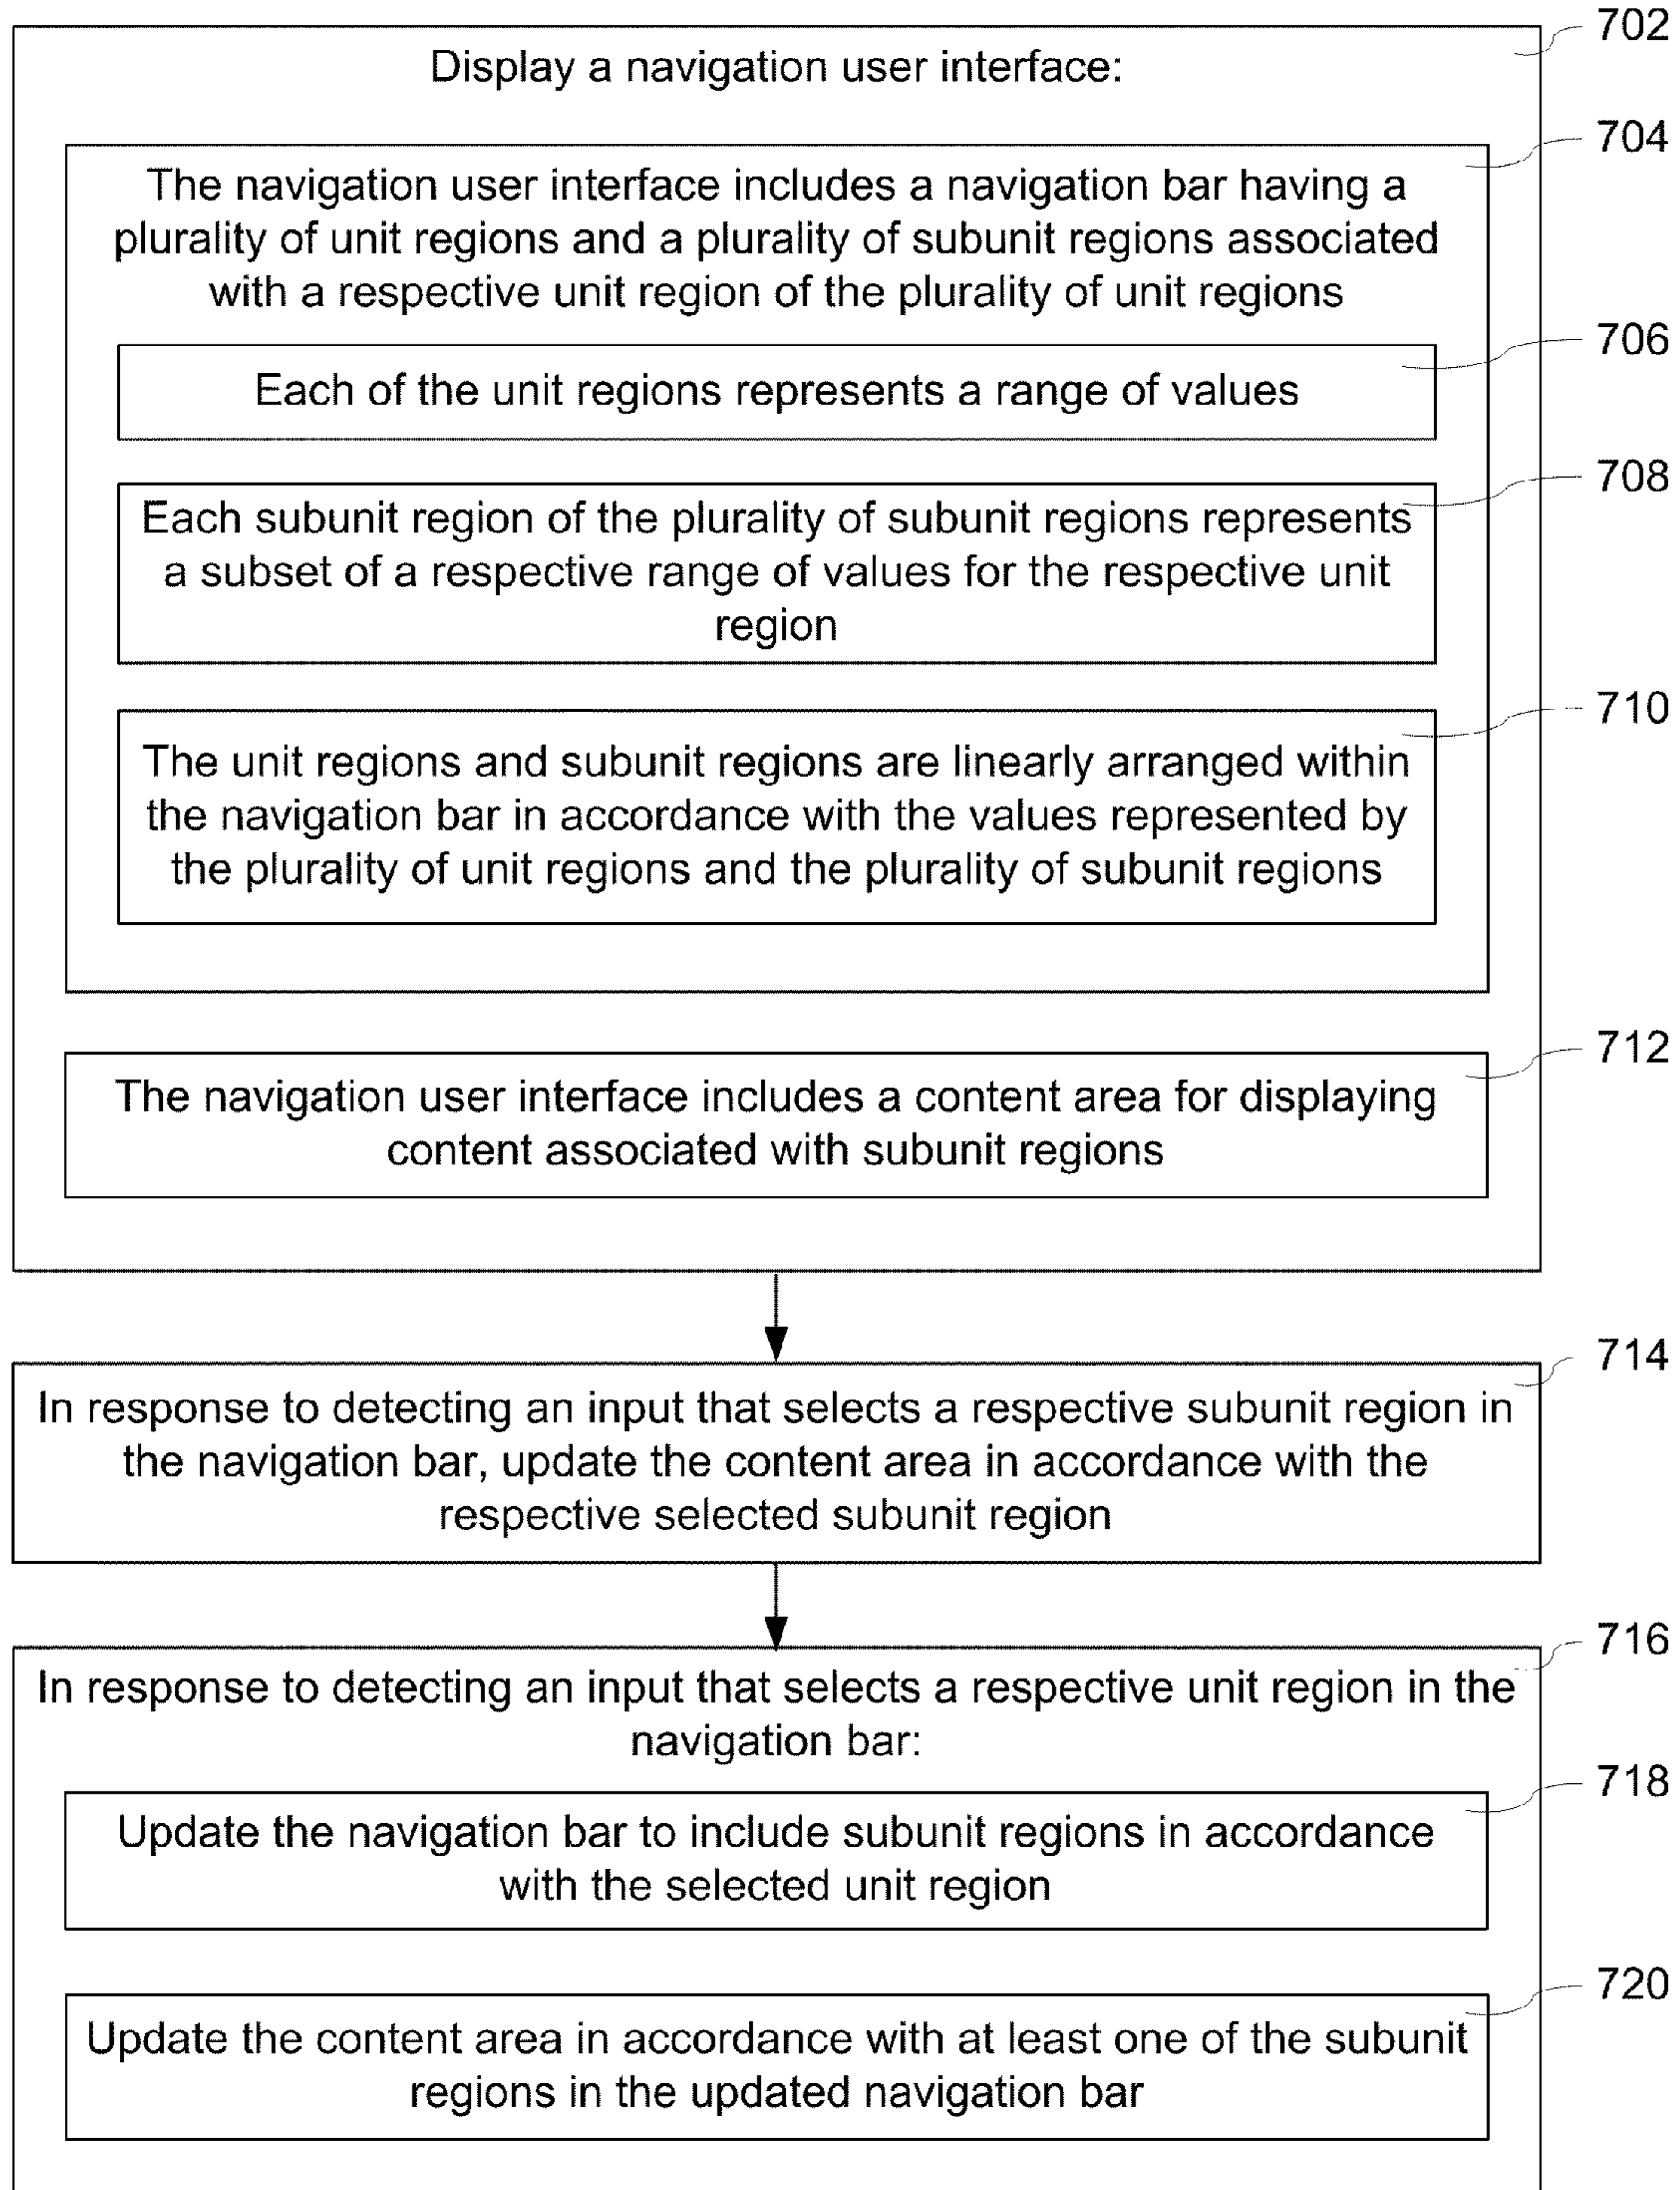 702
Display a navigation user interface:
704
The navigation user interface includes a navigation bar having a
plurality of unit regions and a plurality of subunit regions associated
with a respective unit region of the plurality of unit regions
706
Each of the unit regions represents a range of values
708
Each subunit region of the plurality of subunit regions represents
a subset of a respective range of values for the respective unit
region
710
The unit regions and subunit regions are linearly arranged within
the navigation bar in accordance with the values represented by
the plurality of unit regions and the plurality of subunit regions
712
The navigation user interface includes a content area for displaying
content associated with subunit regions
714
In response to detecting an input that selects a respective subunit region in
the navigation bar, update the content area in accordance with the
respective selected subunit region
716
In response to detecting an input that selects a respective unit region in the
navigation bar:
718
Update the navigation bar to include subunit regions in accordance
with the selected unit region
720
Update the content area in accordance with at least one of the subunit
regions in the updated navigation bar